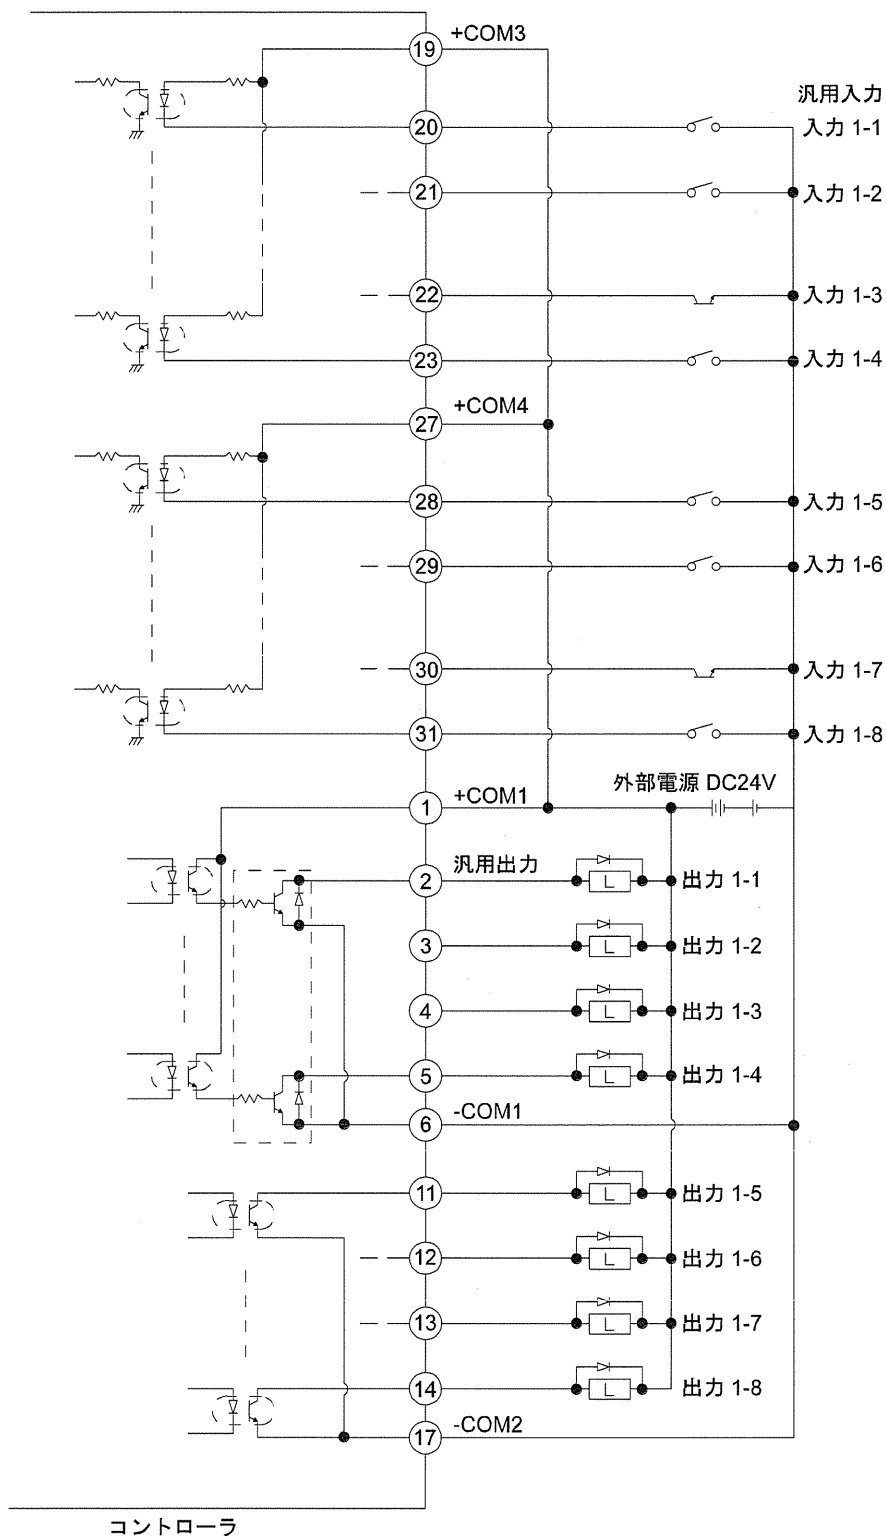 19 +COM3
汎用入力
20 入力 1-1
21 入力 1-2
22 入力 1-3
23 入力 1-4
27 +COM4
28 入力 1-5
29 入力 1-6
30 入力 1-7
31 入力 1-8
外部電源 DC24V
1 +COM1
汎用出力
2 L 出力 1-1
3 L 出力 1-2
4 L 出力 1-3
5 L 出力 1-4
6 -COM1
11 L 出力 1-5
12 L 出力 1-6
13 L 出力 1-7
14 L 出力 1-8
17 -COM2
コントローラ